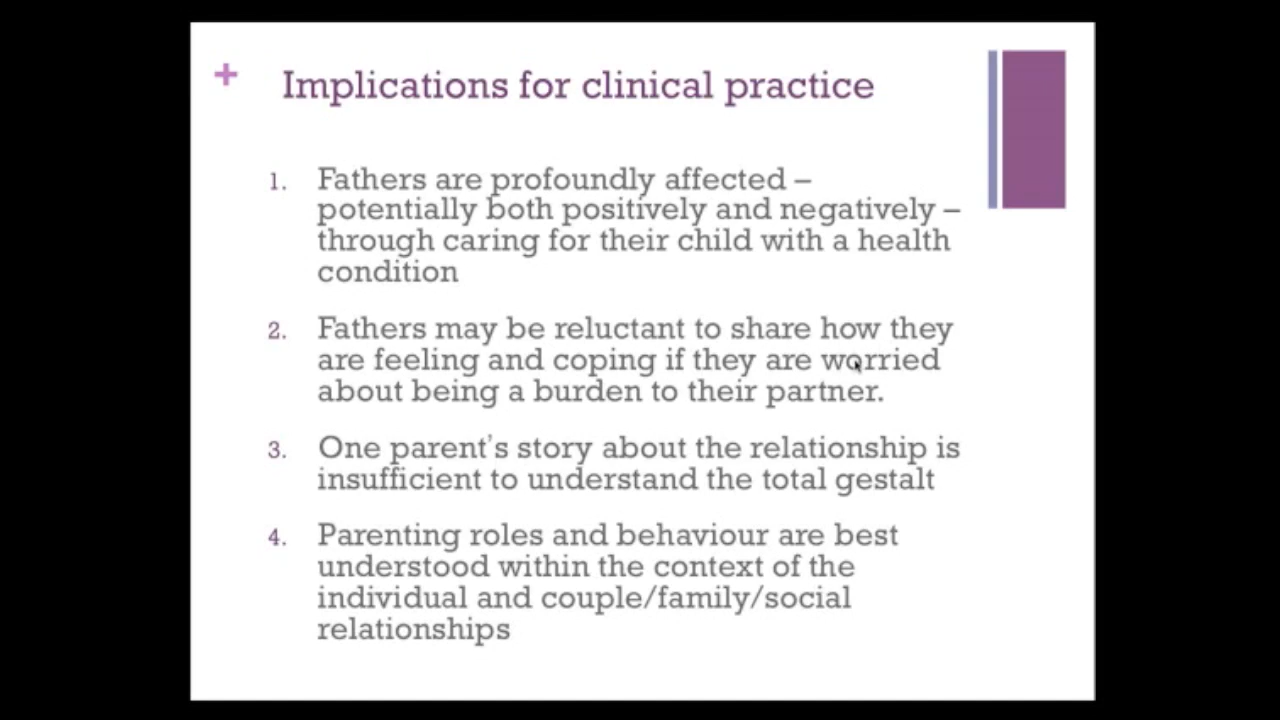 + Implications for clinical practice
1. Fathers are profoundly affected –
potentially both positively and negatively –
through caring for their child with a health
condition
2. Fathers may be reluctant to share how they
are feeling and coping if they are worried
about being a burden to their partner.
3. One parent's story about the relationship is
insufficient to understand the total gestalt
4. Parenting roles and behaviour are best
understood within the context of the
individual and couple/family/social
relationships